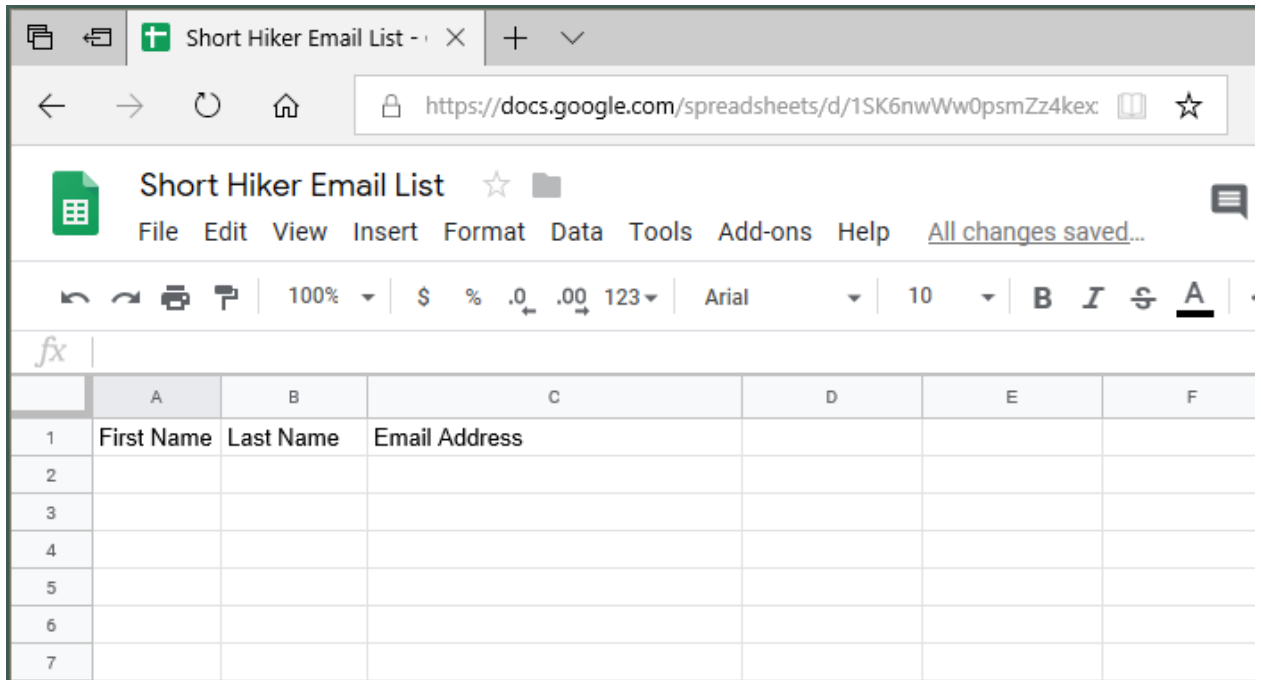 Short Hiker Email List -
https://docs.google.com/spreadsheets/d/1SK6nwWw0psmZz4kex
Short Hiker Email List
File Edit View Insert Format Data Tools Add-ons Help All changes saved...
100% $ % .0 .00 123 Arial 10 B I S A
fx
A B C D E F
1 First Name Last Name Email Address
2
3
4
5
6
7